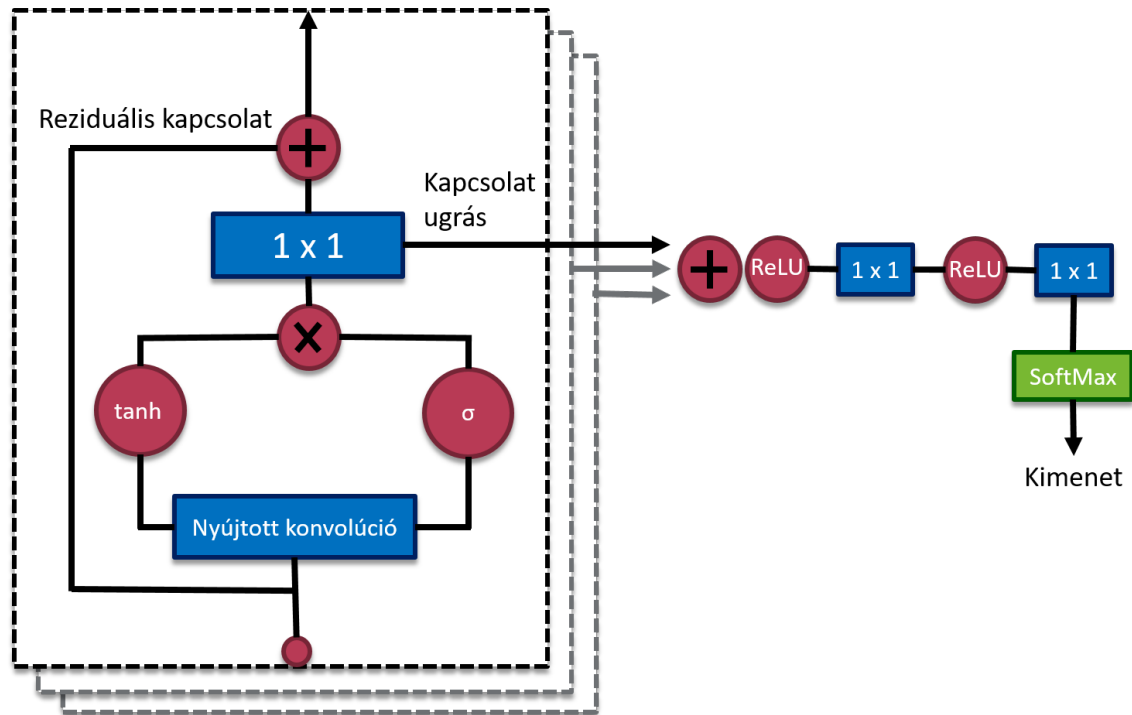 Reziduális kapcsolat
+
Kapcsolat
ugrás
1 x 1
+
ReLU
1 x 1
ReLU
1 x 1
×
tanh
σ
SoftMax
Kimenet
Nyújtott konvolúció